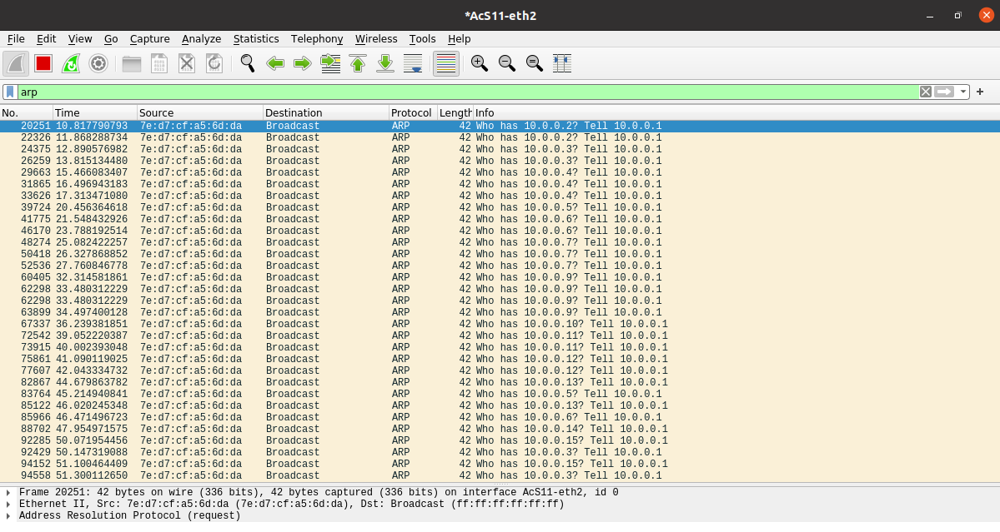 *AcS11-eth2
File Edit View Go Capture Analyze Statistics Telephony Wireless Tools Help
arp
No. Time Source Destination Protocol Length Info
20251 10.817790793 7e:d7:cf:a5:6d:da Broadcast ARP 42 Who has 10.0.0.2? Tell 10.0.0.1
22326 11.868288734 7e:d7:cf:a5:6d:da Broadcast ARP 42 Who has 10.0.0.2? Tell 10.0.0.1
24375 12.890576982 7e:d7:cf:a5:6d:da Broadcast ARP 42 Who has 10.0.0.3? Tell 10.0.0.1
26259 13.815134480 7e:d7:cf:a5:6d:da Broadcast ARP 42 Who has 10.0.0.3? Tell 10.0.0.1
29663 15.466083407 7e:d7:cf:a5:6d:da Broadcast ARP 42 Who has 10.0.0.4? Tell 10.0.0.1
31865 16.496943183 7e:d7:cf:a5:6d:da Broadcast ARP 42 Who has 10.0.0.4? Tell 10.0.0.1
33626 17.313471080 7e:d7:cf:a5:6d:da Broadcast ARP 42 Who has 10.0.0.4? Tell 10.0.0.1
39724 20.456364618 7e:d7:cf:a5:6d:da Broadcast ARP 42 Who has 10.0.0.5? Tell 10.0.0.1
41775 21.548432926 7e:d7:cf:a5:6d:da Broadcast ARP 42 Who has 10.0.0.6? Tell 10.0.0.1
46170 23.788192514 7e:d7:cf:a5:6d:da Broadcast ARP 42 Who has 10.0.0.6? Tell 10.0.0.1
48274 25.082422257 7e:d7:cf:a5:6d:da Broadcast ARP 42 Who has 10.0.0.7? Tell 10.0.0.1
50418 26.327868852 7e:d7:cf:a5:6d:da Broadcast ARP 42 Who has 10.0.0.7? Tell 10.0.0.1
52536 27.760846778 7e:d7:cf:a5:6d:da Broadcast ARP 42 Who has 10.0.0.7? Tell 10.0.0.1
60405 32.314581861 7e:d7:cf:a5:6d:da Broadcast ARP 42 Who has 10.0.0.9? Tell 10.0.0.1
62298 33.480312229 7e:d7:cf:a5:6d:da Broadcast ARP 42 Who has 10.0.0.9? Tell 10.0.0.1
62298 33.480312229 7e:d7:cf:a5:6d:da Broadcast ARP 42 Who has 10.0.0.9? Tell 10.0.0.1
63899 34.497400128 7e:d7:cf:a5:6d:da Broadcast ARP 42 Who has 10.0.0.9? Tell 10.0.0.1
67337 36.239381851 7e:d7:cf:a5:6d:da Broadcast ARP 42 Who has 10.0.0.10? Tell 10.0.0.1
72542 39.052220387 7e:d7:cf:a5:6d:da Broadcast ARP 42 Who has 10.0.0.11? Tell 10.0.0.1
73915 40.002393048 7e:d7:cf:a5:6d:da Broadcast ARP 42 Who has 10.0.0.11? Tell 10.0.0.1
75861 41.090119025 7e:d7:cf:a5:6d:da Broadcast ARP 42 Who has 10.0.0.12? Tell 10.0.0.1
77607 42.043334732 7e:d7:cf:a5:6d:da Broadcast ARP 42 Who has 10.0.0.12? Tell 10.0.0.1
82867 44.679863782 7e:d7:cf:a5:6d:da Broadcast ARP 42 Who has 10.0.0.13? Tell 10.0.0.1
83764 45.214940841 7e:d7:cf:a5:6d:da Broadcast ARP 42 Who has 10.0.0.5? Tell 10.0.0.1
85122 46.020245348 7e:d7:cf:a5:6d:da Broadcast ARP 42 Who has 10.0.0.13? Tell 10.0.0.1
85966 46.471496723 7e:d7:cf:a5:6d:da Broadcast ARP 42 Who has 10.0.0.6? Tell 10.0.0.1
88702 47.954971575 7e:d7:cf:a5:6d:da Broadcast ARP 42 Who has 10.0.0.14? Tell 10.0.0.1
92285 50.071954456 7e:d7:cf:a5:6d:da Broadcast ARP 42 Who has 10.0.0.15? Tell 10.0.0.1
92429 50.147319088 7e:d7:cf:a5:6d:da Broadcast ARP 42 Who has 10.0.0.3? Tell 10.0.0.1
94152 51.100464409 7e:d7:cf:a5:6d:da Broadcast ARP 42 Who has 10.0.0.15? Tell 10.0.0.1
94558 51.300112650 7e:d7:cf:a5:6d:da Broadcast ARP 42 Who has 10.0.0.3? Tell 10.0.0.1
Frame 20251: 42 bytes on wire (336 bits), 42 bytes captured (336 bits) on interface AcS11-eth2, id 0
Ethernet II, Src: 7e:d7:cf:a5:6d:da (7e:d7:cf:a5:6d:da), Dst: Broadcast (ff:ff:ff:ff:ff:ff)
Address Resolution Protocol (request)